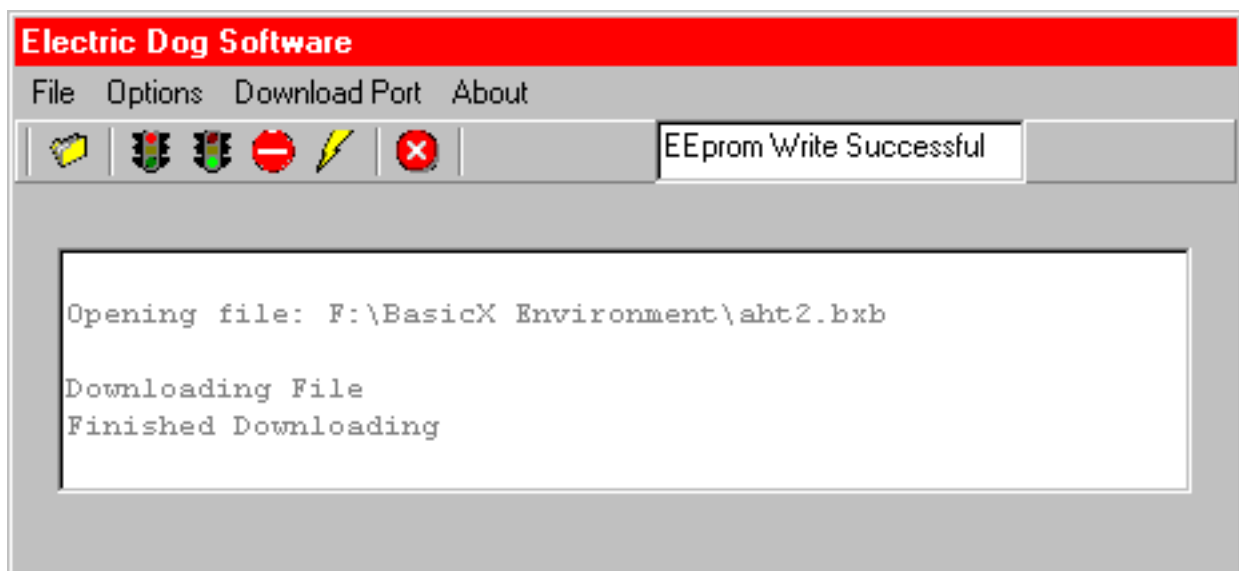 Electric Dog Software
File Options Download Port About
EEprom Write Successful
Opening file: F:\BasicX Environment\aht2.bxb
Downloading File
Finished Downloading